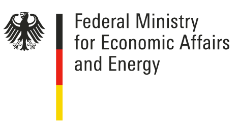 Federal Ministry
for Economic Affairs
and Energy